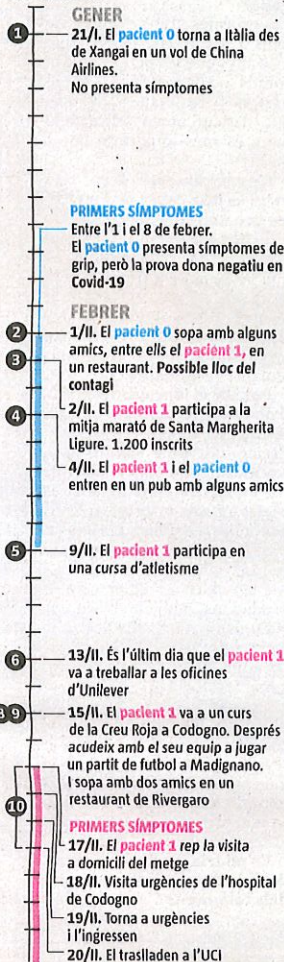 GENER
1
21/I. El pacient 0 torna a Itàlia des
de Xangai en un vol de China
Airlines.
No presenta símptomes
PRIMERS SÍMPTOMES
Entre l'1 i el 8 de febrer.
El pacient 0 presenta símptomes de
grip, però la prova dona negatiu en
Covid-19
FEBRER
2
1/II. El pacient 0 sopa amb alguns
amics, entre ells el pacient 1, en
un restaurant. Possible lloc del
contagi
3
2/II. El pacient 1 participa a la
mitja marató de Santa Margherita
Ligure. 1.200 inscrits
4
4/II. El pacient 1 i el pacient 0
entren en un pub amb alguns amics
5
9/II. El pacient 1 participa en
una cursa d'atletisme
6
13/II. És l'últim dia que el pacient 1
va a treballar a les oficines
d'Unilever
9
15/II. El pacient 1 va a un curs
de la Creu Roja a Codogno. Després
acudeix amb el seu equip a jugar
un partit de futbol a Madignano.
I sopa amb dos amics en un
restaurant de Rivergaro
PRIMERS SÍMPTOMES
10
17/II. El pacient 1 rep la visita
a domicili del metge
18/II. Visita urgències de l'hospital
de Codogno
19/II. Torna a urgències
i l'ingressen
20/II. El traslladen a l'UCI